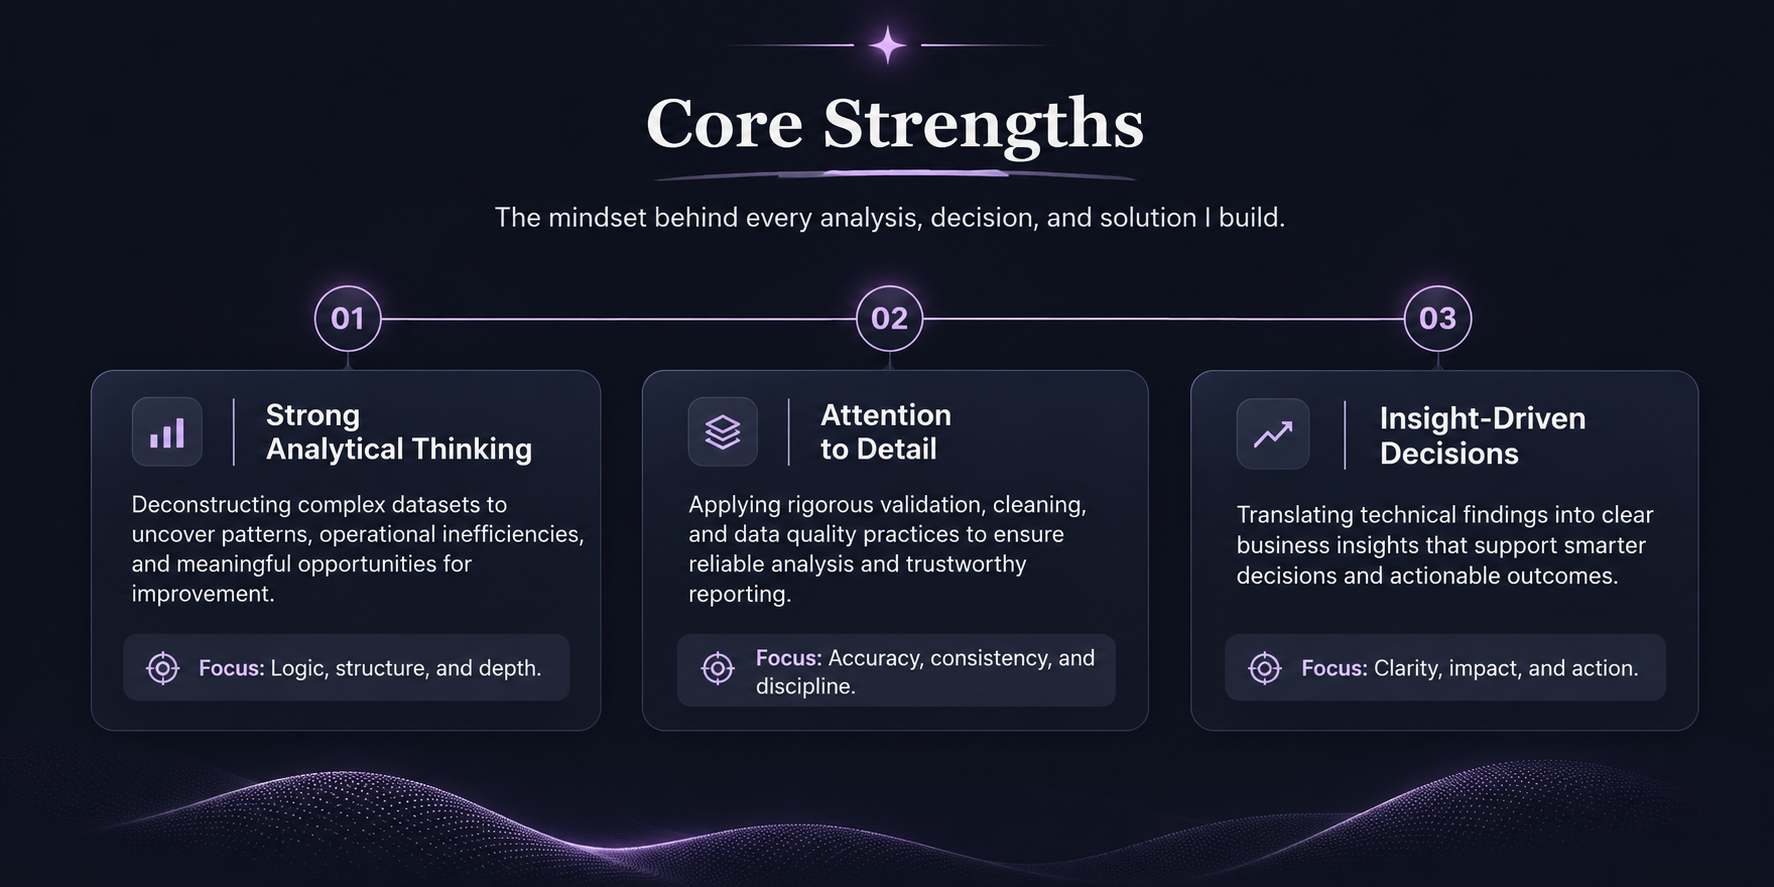 Core Strengths
The mindset behind every analysis, decision, and solution I build.
01
02
03
Strong
Analytical Thinking
Deconstructing complex datasets to
uncover patterns, operational inefficiencies,
and meaningful opportunities for
improvement.
Focus: Logic, structure, and depth.
Attention
to Detail
Applying rigorous validation, cleaning,
and data quality practices to ensure
reliable analysis and trustworthy
reporting.
Focus: Accuracy, consistency, and
discipline.
Insight-Driven
Decisions
Translating technical findings into clear
business insights that support smarter
decisions and actionable outcomes.
Focus: Clarity, impact, and action.